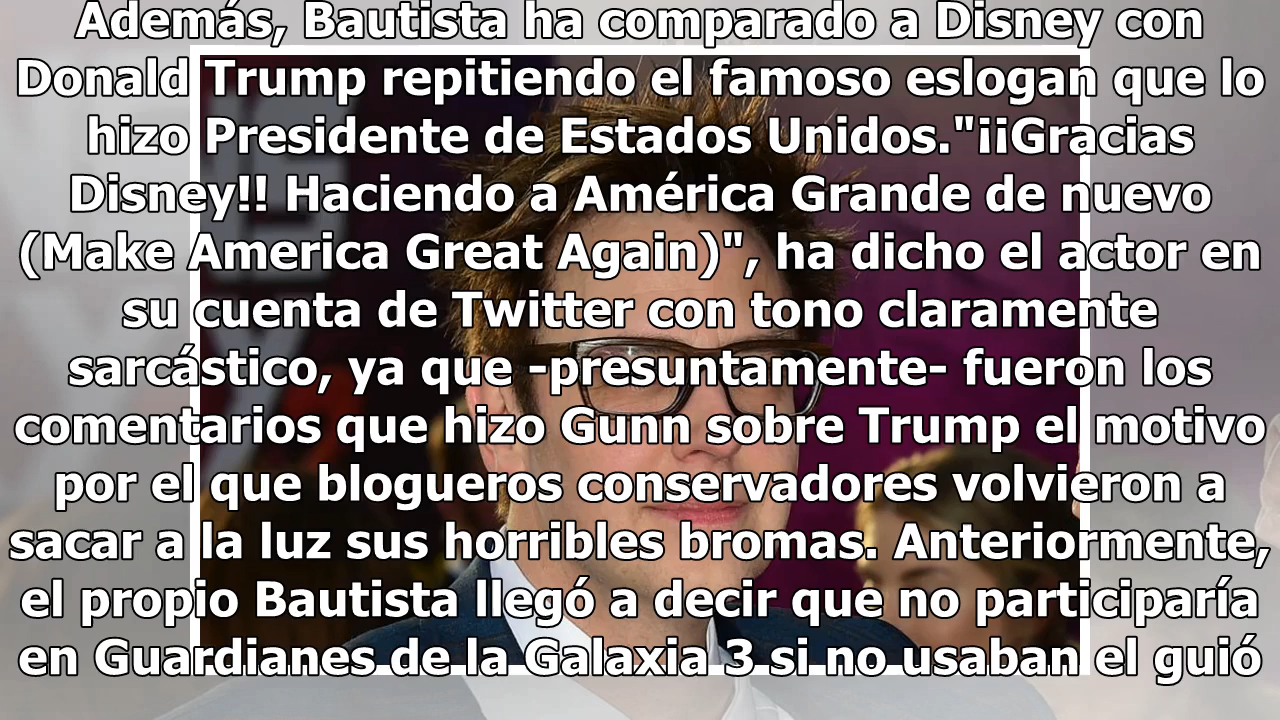 Además, Bautista ha comparado a Disney con
Donald Trump repitiendo el famoso eslogan que lo
hizo Presidente de Estados Unidos."¡¡Gracias
Disney!! Haciendo a América Grande de nuevo
(Make America Great Again)", ha dicho el actor en
su cuenta de Twitter con tono claramente
sarcástico, ya que -presuntamente- fueron los
comentarios que hizo Gunn sobre Trump el motivo
por el que blogueros conservadores volvieron a
sacar a la luz sus horribles bromas. Anteriormente,
el propio Bautista llegó a decir que no participaría
en Guardianes de la Galaxia 3 si no usaban el guió